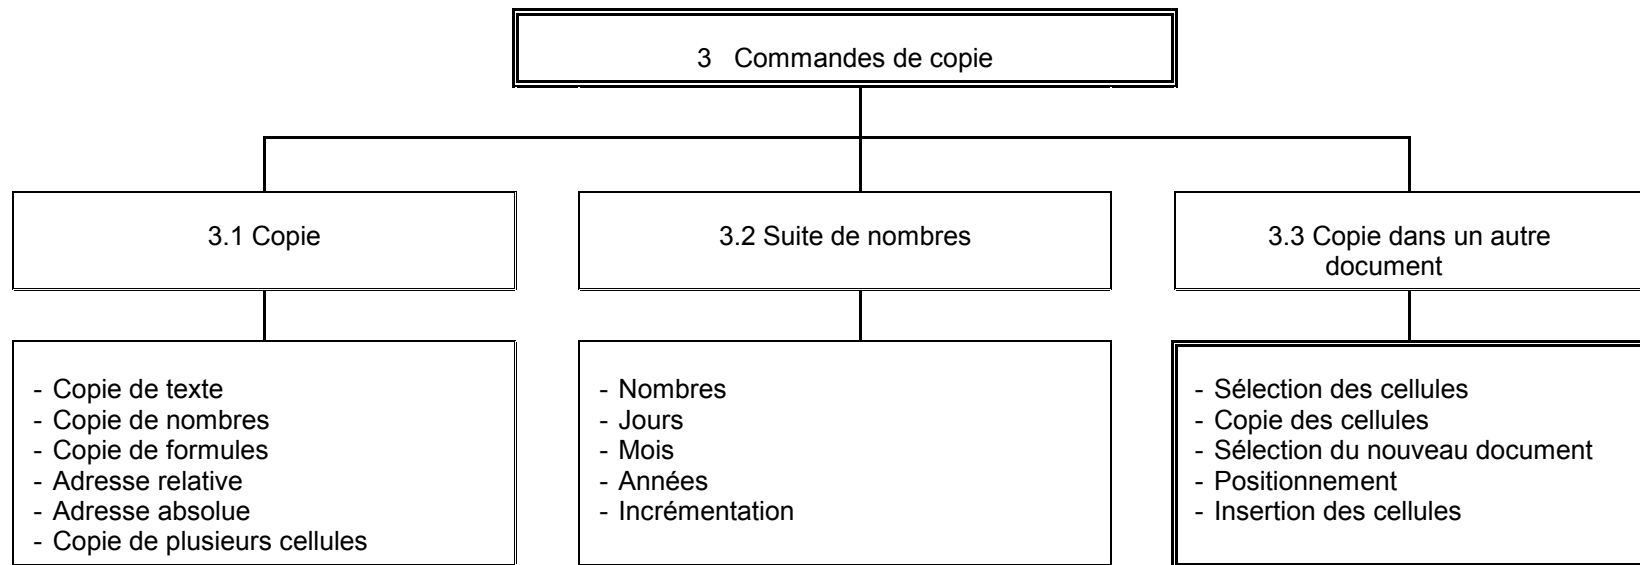 3 Commandes de copie
3.1 Copie
3.2 Suite de nombres
3.3 Copie dans un autre
document
- Copie de texte
- Copie de nombres
- Copie de formules
- Adresse relative
- Adresse absolue
- Copie de plusieurs cellules
- Nombres
- Jours
- Mois
- Années
- Incrémentation
- Sélection des cellules
- Copie des cellules
- Sélection du nouveau document
- Positionnement
- Insertion des cellules